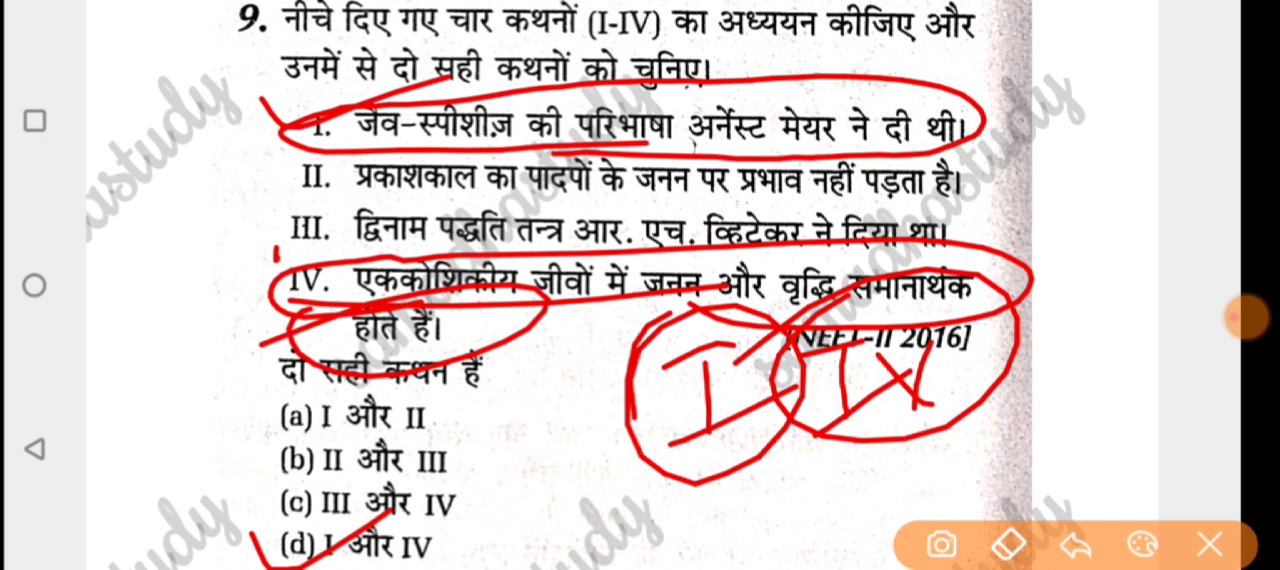 9. नीचे दिए गए चार कथनों (I-IV) का अध्ययन कीजिए और
उनमें से दो सही कथनों को चुनिए।
I. जैव-स्पीशीज़ की परिभाषा अर्नेस्ट मेयर ने दी थी।
II. प्रकाशकाल का पादपों के जनन पर प्रभाव नहीं पड़ता है।
III. द्विनाम पद्धति तन्त्र आर. एच. व्हिटेकर ने दिया था।
IV. एककोशिकीय जीवों में जनन और वृद्धि समानार्थक
होते हैं।
[NEET-II 2016]
I IX
दो सही कथन हैं
(a) I और II
(b) II और III
(c) III और IV
(d) I और IV